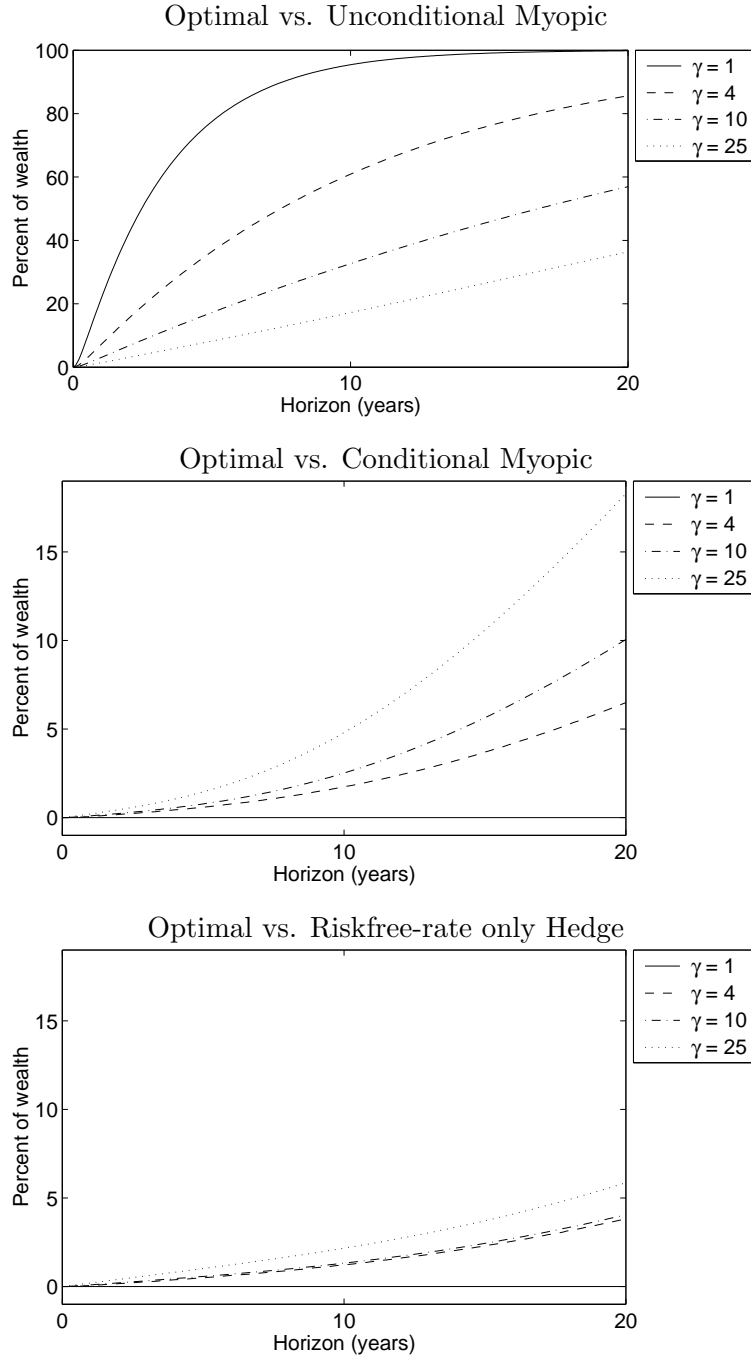 Optimal vs. Unconditional Myopic
100
80
60
40
20
0
0
10
20
Percent of wealth
Horizon (years)
γ = 1
γ = 4
γ = 10
γ = 25
Optimal vs. Conditional Myopic
15
10
5
0
0
10
20
Percent of wealth
Horizon (years)
γ = 1
γ = 4
γ = 10
γ = 25
Optimal vs. Riskfree-rate only Hedge
15
10
5
0
0
10
20
Percent of wealth
Horizon (years)
γ = 1
γ = 4
γ = 10
γ = 25